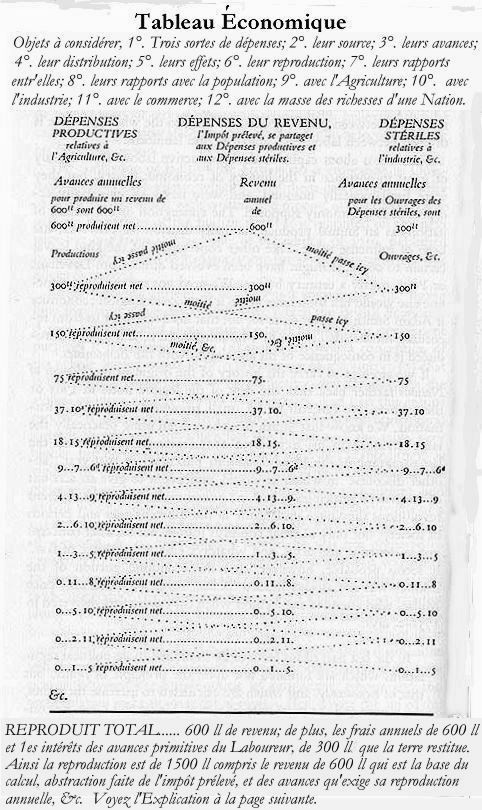 Tableau Économique
Objets à considérer, 1°. Trois sortes de dépenses; 2°. leur source; 3°. leurs avances;
4°. leur distribution; 5°. leurs effets; 6°. leur reproduction; 7°. leurs rapports
entr'elles; 8°. leurs rapports avec la population; 9°. avec l'Agriculture; 10°. avec
l'industrie; 11°. avec le commerce; 12°. avec la masse des richesses d'une Nation.
DÉPENSES PRODUCTIVES relatives à l'Agriculture, &c.
DÉPENSES DU REVENU, l'Impôt prélevé, se partaget aux Dépenses productives et aux Dépenses stériles.
DÉPENSES STÉRILES relatives à l'industrie, &c.
Avances annuelles pour produire un revenu de 600ll sont 600ll
Revenu annuel de
Avances annuelles pour les Ouvrages des Dépenses stériles, sont
600ll produisent net 600ll 300ll
moitié passe icy moitié passe icy
Productions Ouvrages, &c.
300ll reproduisent net 300ll 300ll
moitié moitié
passe icy passe icy
150 reproduisent net 150. 150
moitié, &c. moitié, &c.
75 reproduisent net 75. 75
37.10s reproduisent net 37.10. 37.10
18.15 reproduisent net 18.15. 18.15
9...7...6d reproduisent net 9...7...6d 9...7...6d
4.13...9 reproduisent net 4.13...9. 4.13...9
2...6.10 reproduisent net 2...6.10. 2...6.10
1...3...5 reproduisent net 1...3...5. 1...3...5
0.11...8 reproduisent net 0.11...8. 0.11...8
0...5.10 reproduisent net 0...5.10. 0...5.10
0...2.11 reproduisent net 0...2.11. 0...2.11
0...1...5 reproduisent net 0...1...5. 0...1...5
&c.
REPRODUIT TOTAL..... 600 ll de revenu; de plus, les frais annuels de 600 ll
et les intérêts des avances primitives du Laboureur, de 300 ll. que la terre restitue.
Ainsi la reproduction est de 1500 ll compris le revenu de 600 ll qui est la base du
calcul, abstraction faite de l'impôt prélevé, et des avances qu'exige sa reproduction
annuelle, &c. Voyez l'Explication à la page suivante.